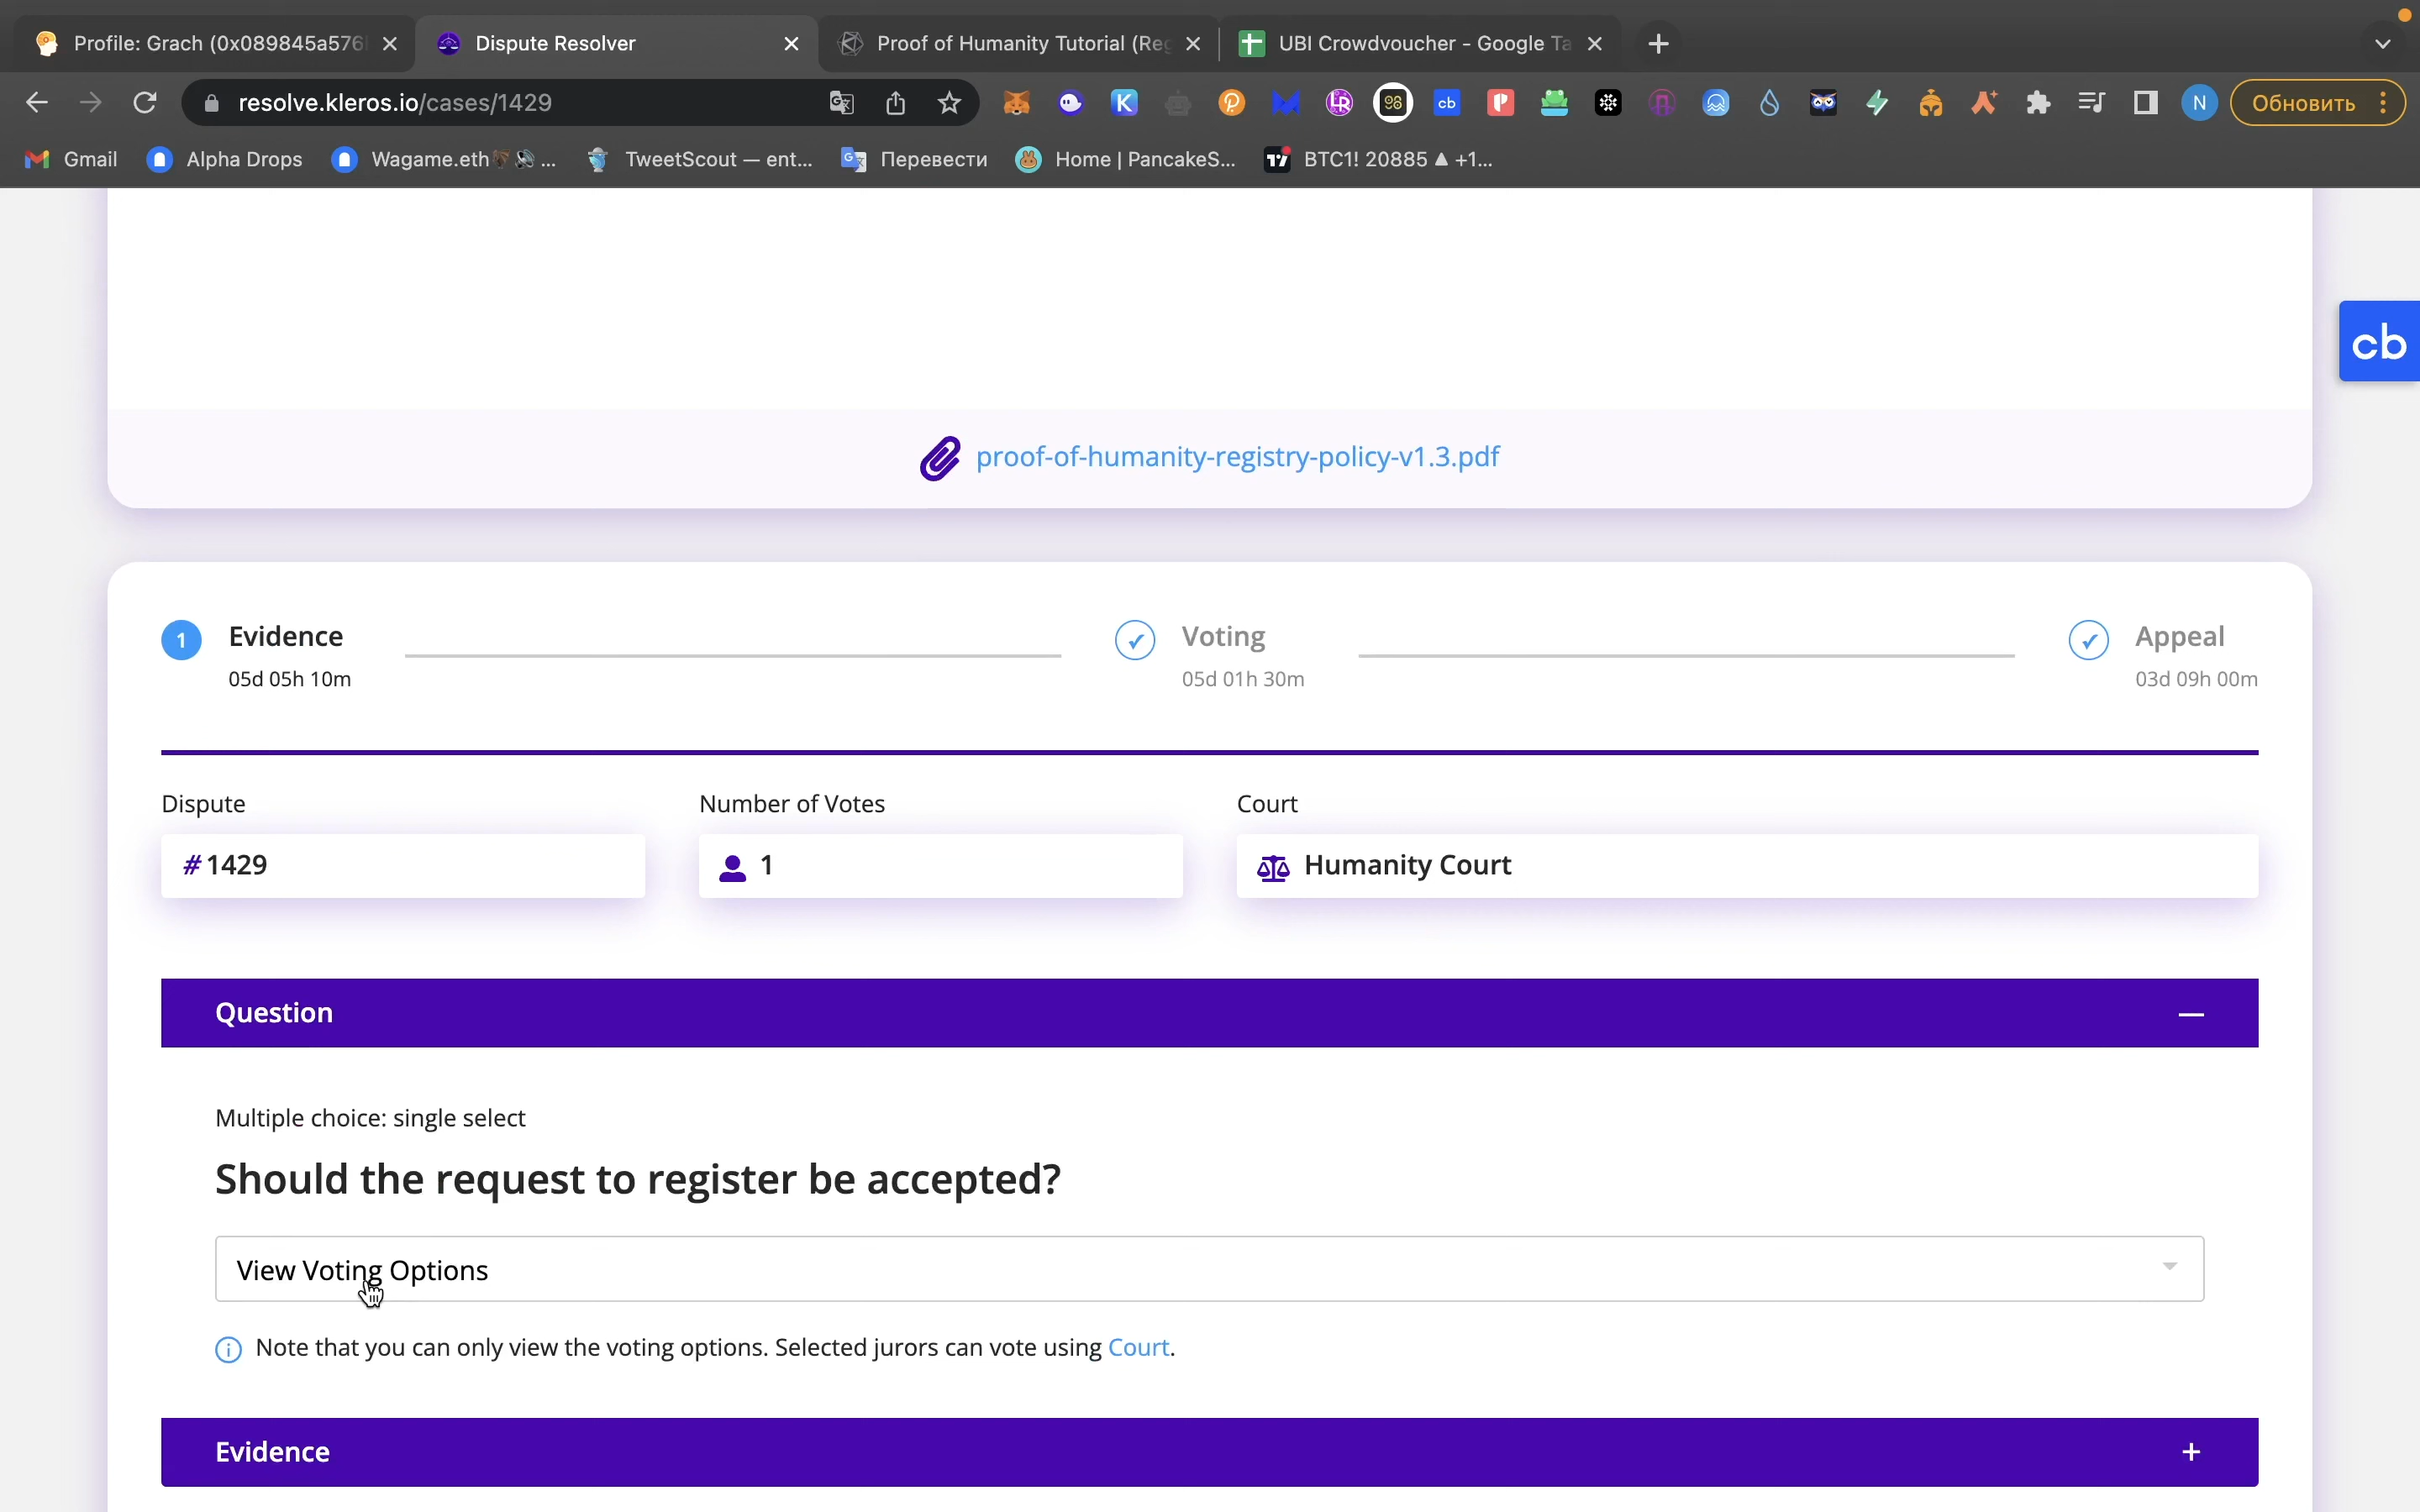 Profile: Grach (0x089845a576
Dispute Resolver
Proof of Humanity Tutorial (Reg
UBI Crowdvoucher - Google Ta
resolve.kleros.io/cases/1429
N
Обновить
Gmail
Alpha Drops
Wagame.eth ...
TweetScout — ent...
Перевести
Home | PancakeS...
BTC1! 20885 ▲ +1...
cb
proof-of-humanity-registry-policy-v1.3.pdf
1
Evidence
05d 05h 10m
Voting
05d 01h 30m
Appeal
03d 09h 00m
Dispute
Number of Votes
Court
#1429
1
Humanity Court
Question
Multiple choice: single select
Should the request to register be accepted?
View Voting Options
Note that you can only view the voting options. Selected jurors can vote using Court.
Evidence